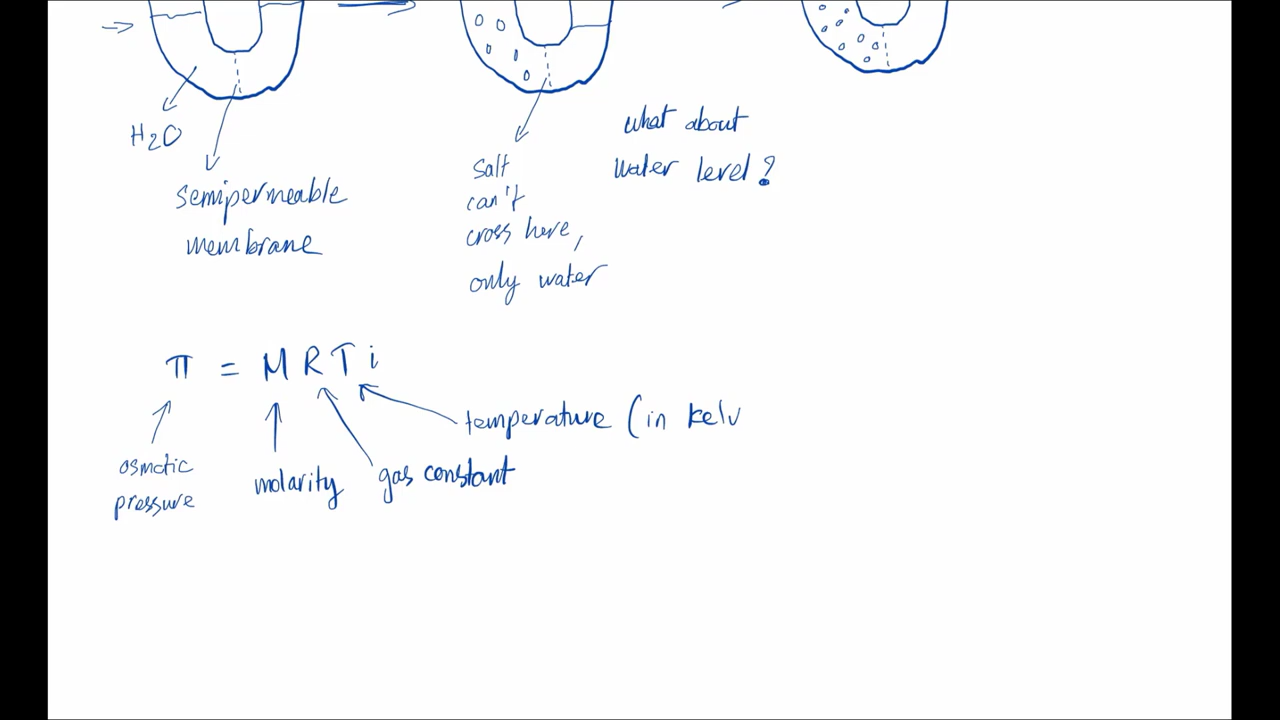 H2O
semipermeable
membrane
salt
can't
cross here,
only water
what about
water level?
π = M R T i
osmotic
pressure
molarity
gas constant
temperature (in kelv